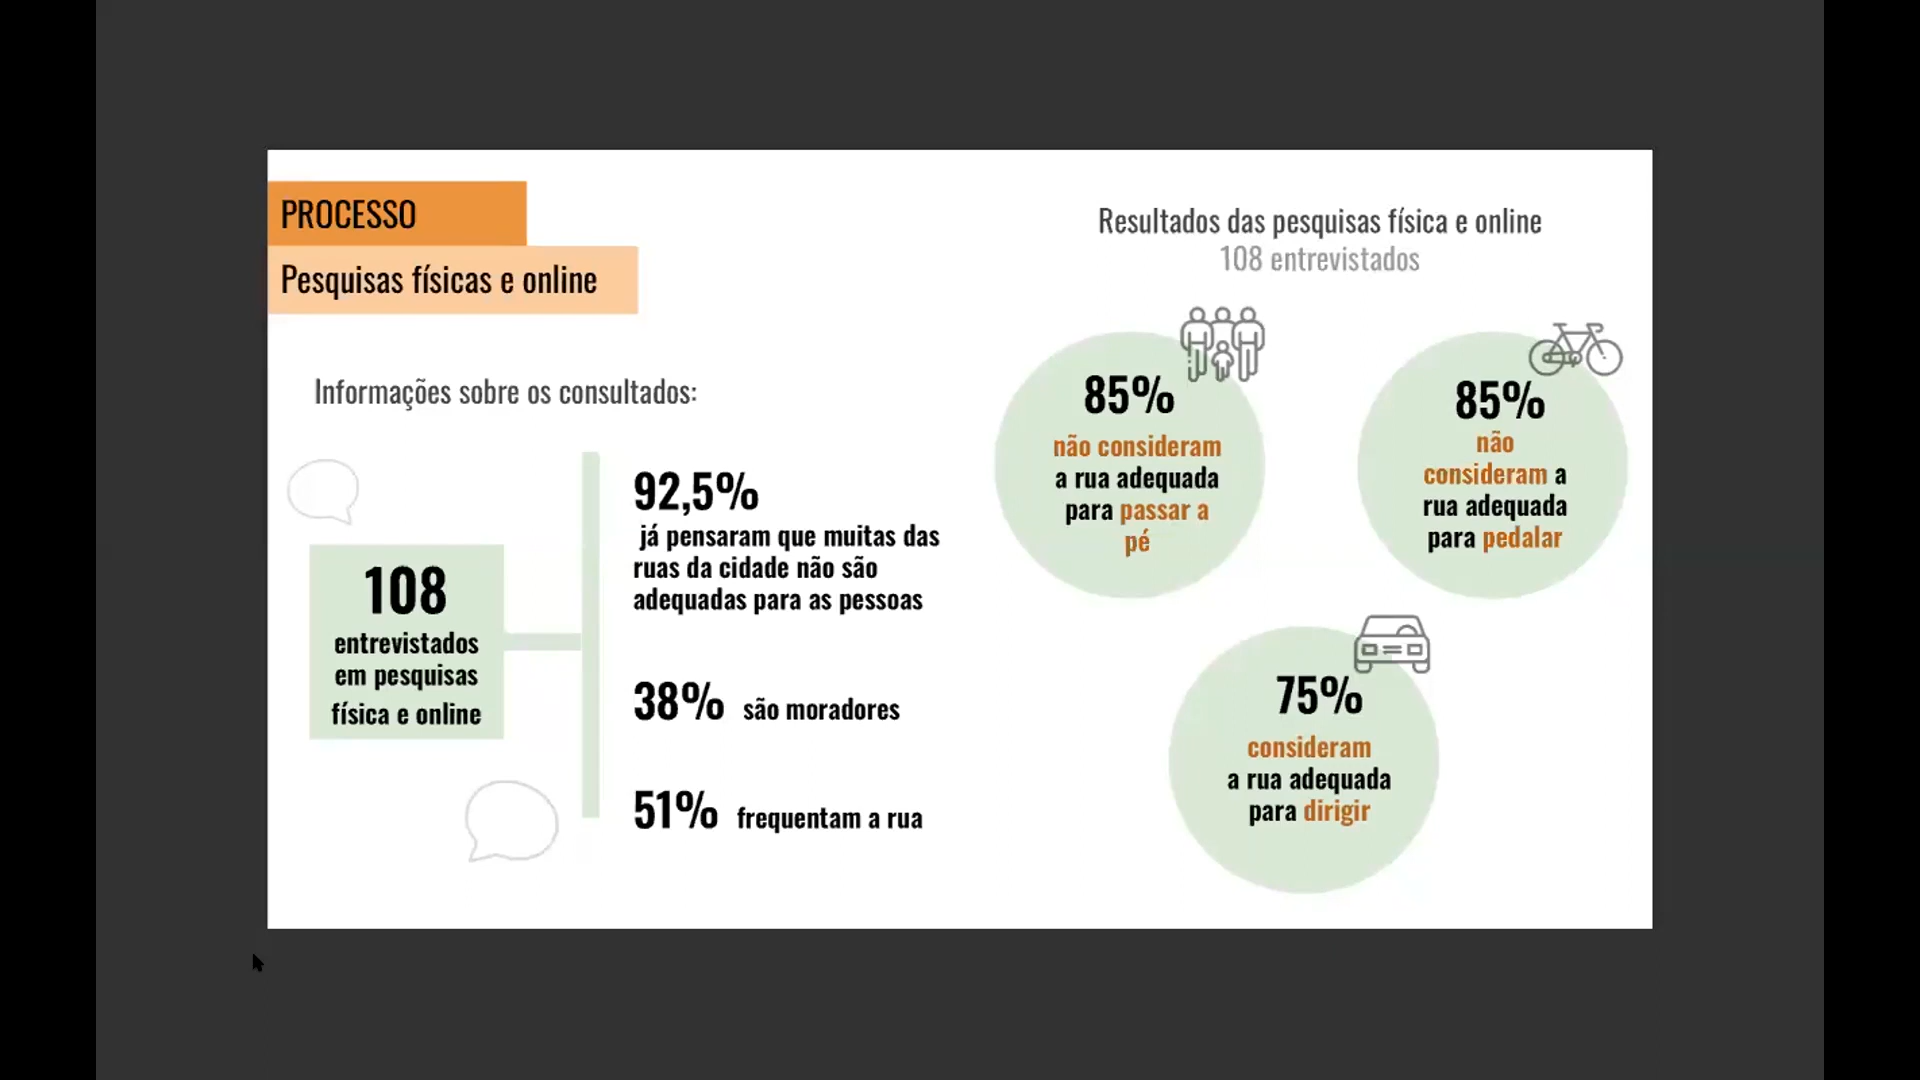 PROCESSO
Pesquisas físicas e online
Informações sobre os consultados:
108
entrevistados
em pesquisas
física e online
92,5%
já pensaram que muitas das
ruas da cidade não são
adequadas para as pessoas
38% são moradores
51% frequentam a rua
Resultados das pesquisas física e online
108 entrevistados
85%
não consideram
a rua adequada
para passar a
pé
85%
não
consideram a
rua adequada
para pedalar
75%
consideram
a rua adequada
para dirigir